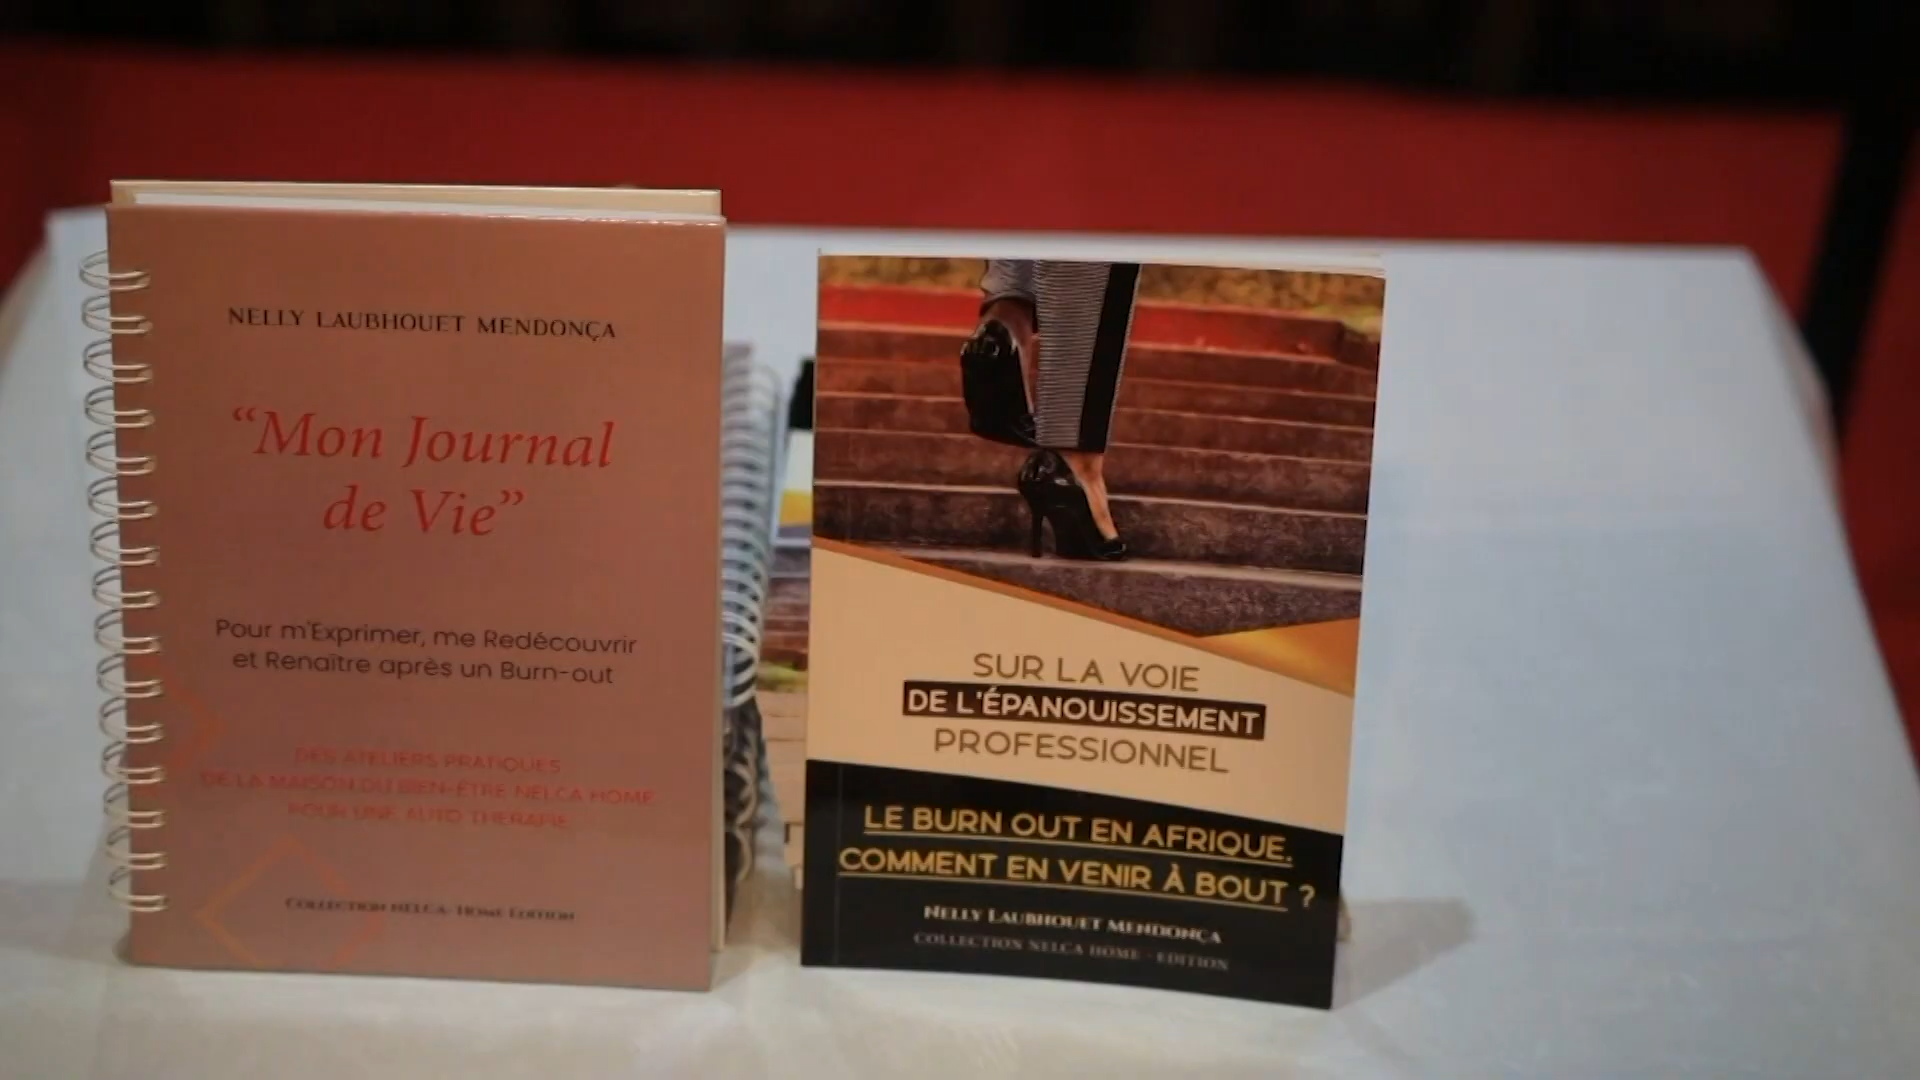 NELLY LAUBHOUET MENDONÇA
“Mon Journal
de Vie”
Pour m'Exprimer, me Redécouvrir
et Renaître après un Burn-out
DES ATELIERS PRATIQUES
DE LA MAISON DU BIEN-ÊTRE NELCA HOME
POUR UNE AUTO THERAPIE
COLLECTION NELCA HOME EDITION
SUR LA VOIE
DE L'ÉPANOUISSEMENT
PROFESSIONNEL
LE BURN OUT EN AFRIQUE.
COMMENT EN VENIR À BOUT ?
NELLY LAUBHOUET MENDONÇA
COLLECTION NELCA HOME - EDITION